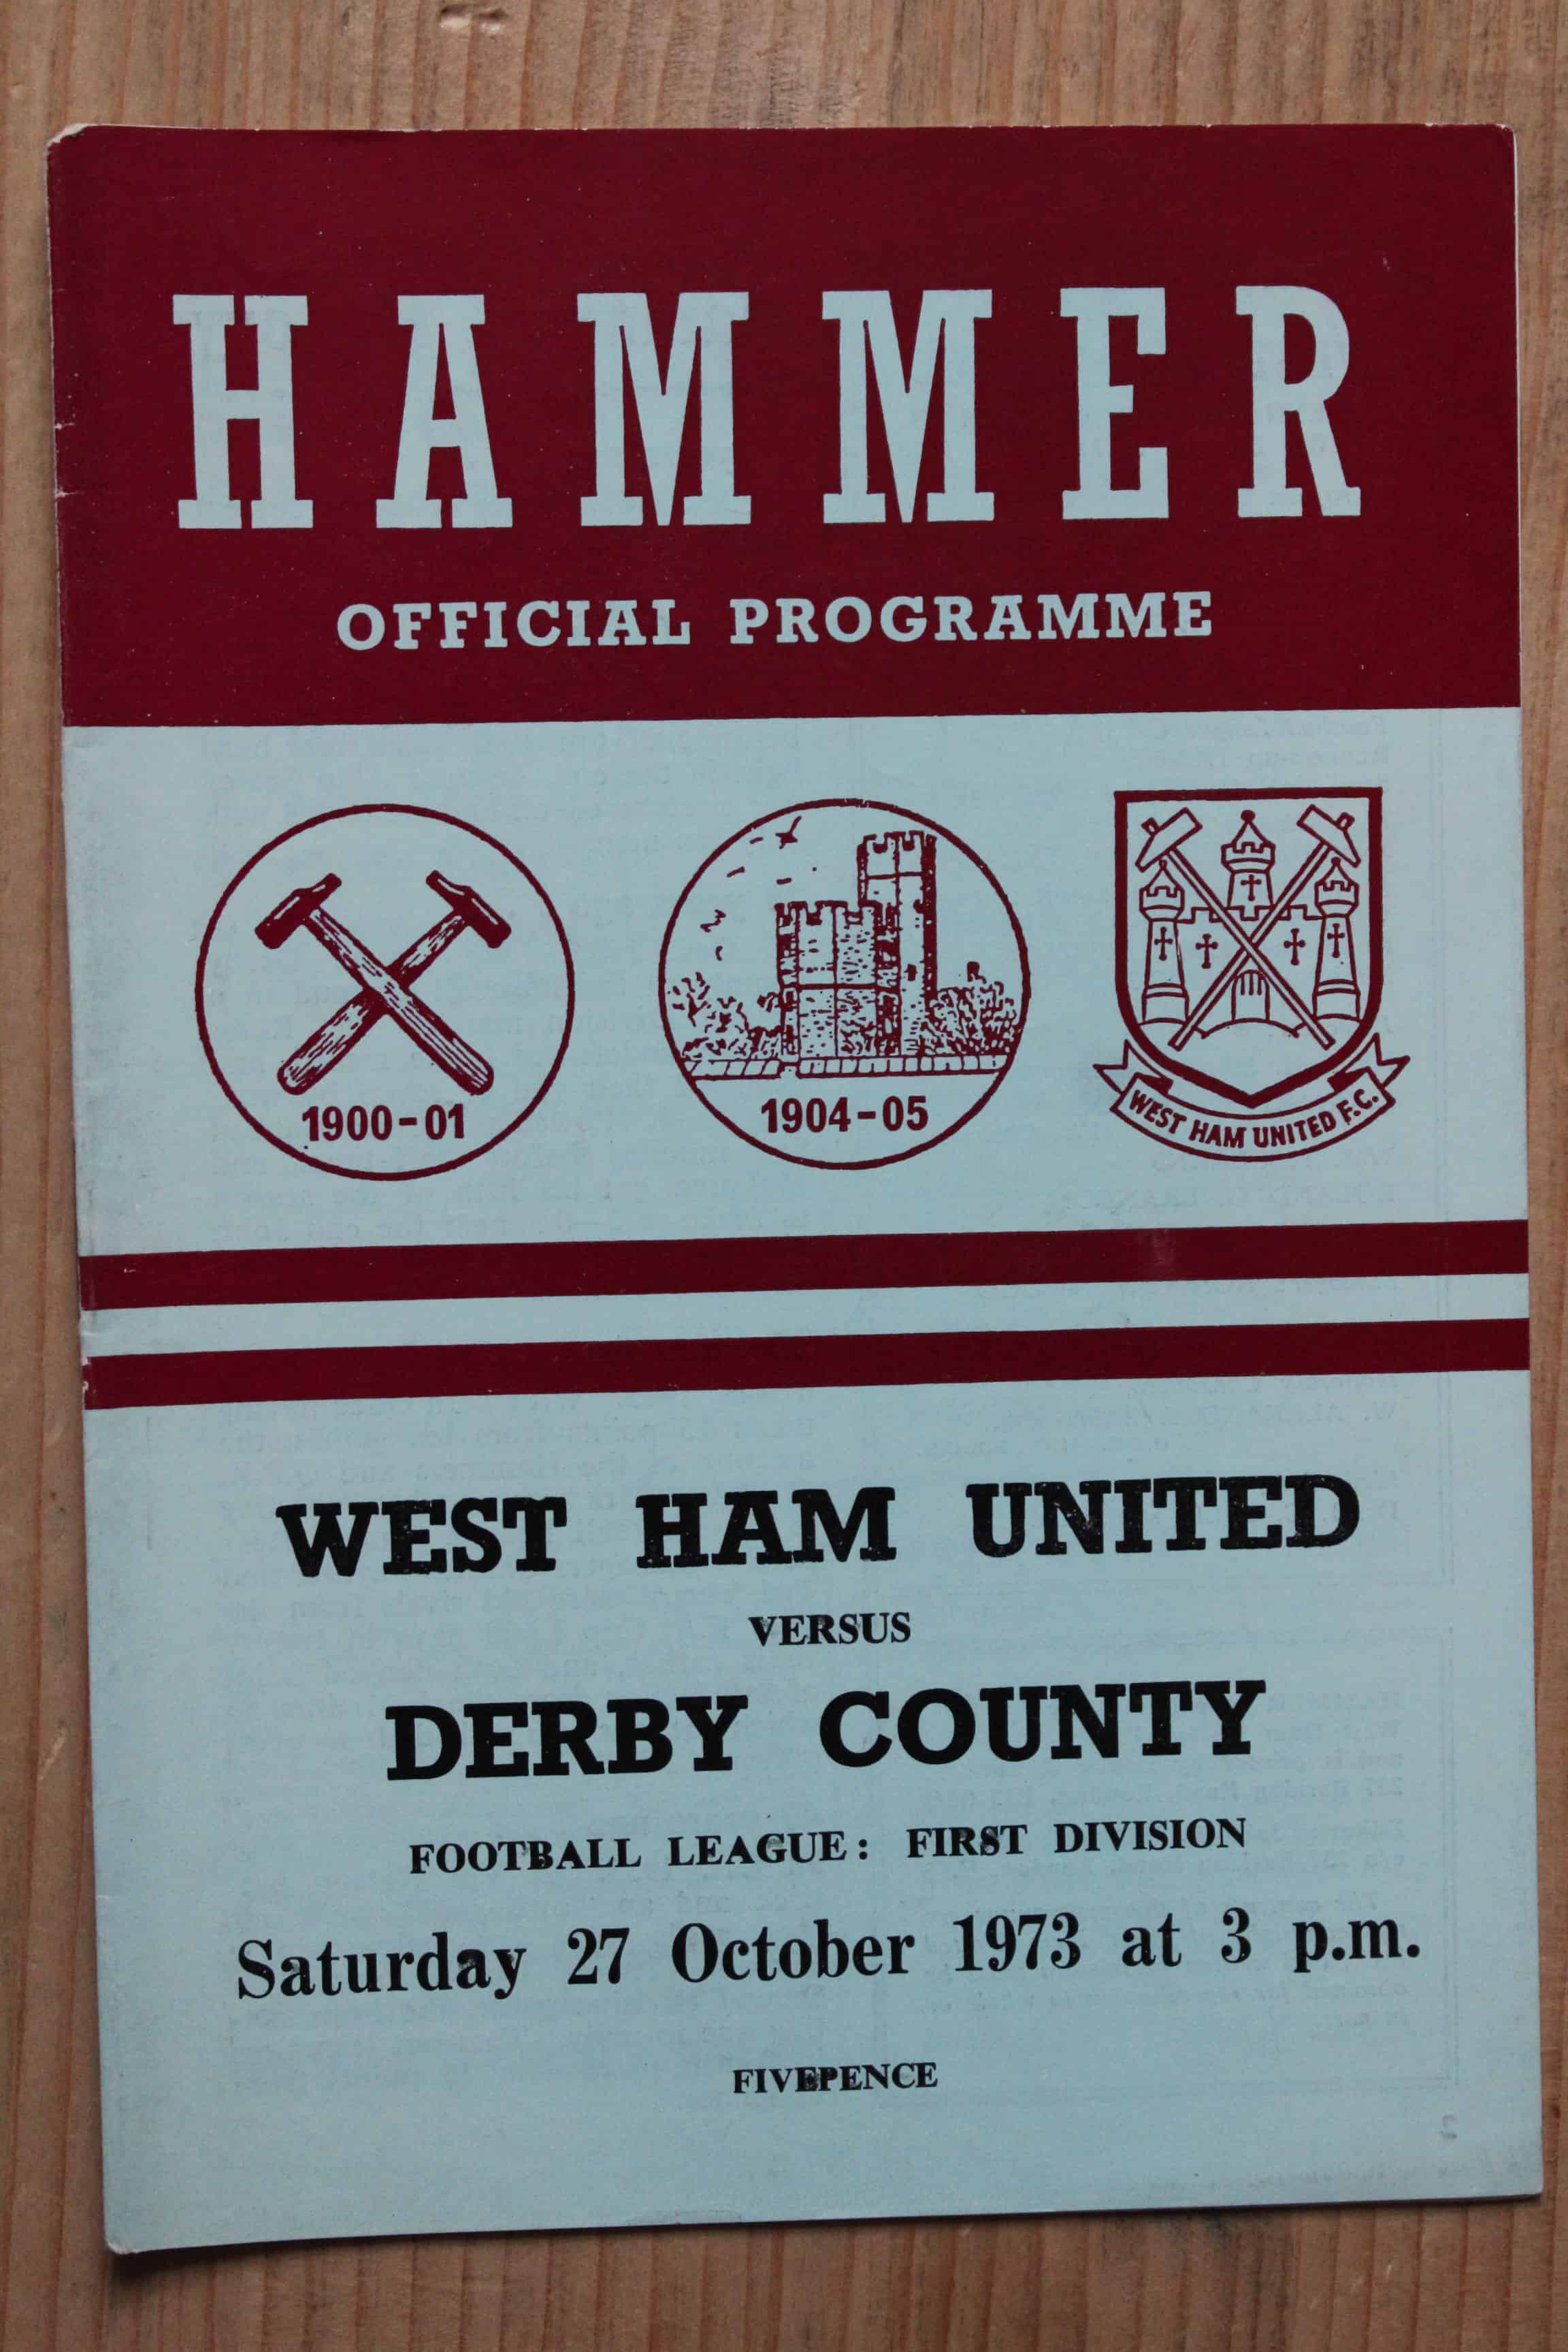 HAMMER
OFFICIAL PROGRAMME
1900-01
1904-05
WEST HAM UNITED F.C.
WEST HAM UNITED
VERSUS
DERBY COUNTY
FOOTBALL LEAGUE: FIRST DIVISION
Saturday 27 October 1973 at 3 p.m.
FIVEPENCE